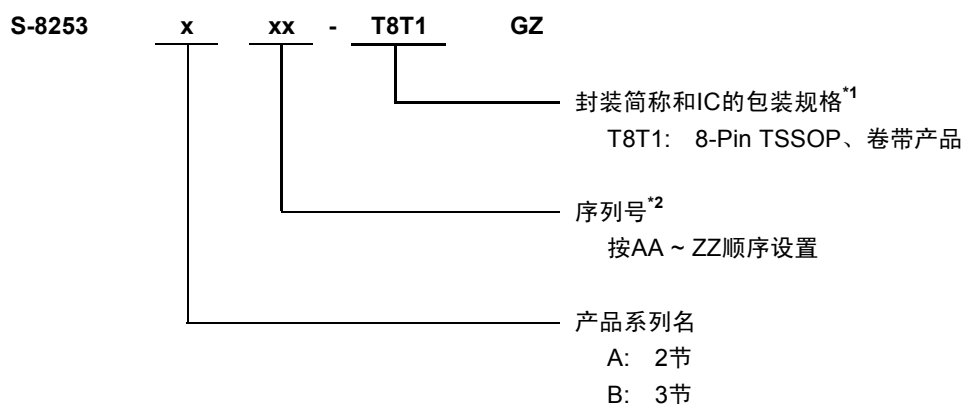 S-8253 x xx - T8T1 GZ
封装简称和IC的包装规格*1
T8T1: 8-Pin TSSOP、卷带产品
序列号*2
按AA ~ ZZ顺序设置
产品系列名
A: 2节
B: 3节